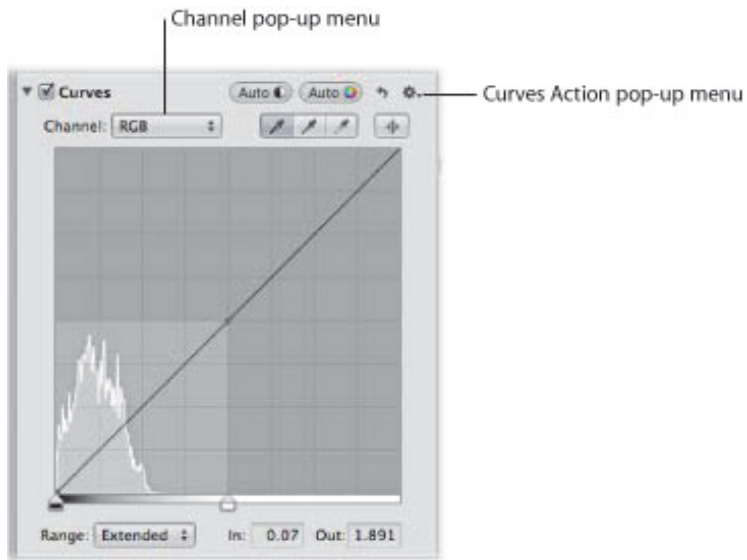 Channel pop-up menu
Curves Auto Auto
Curves Action pop-up menu
Channel: RGB
Range: Extended In: 0.07 Out: 1.891